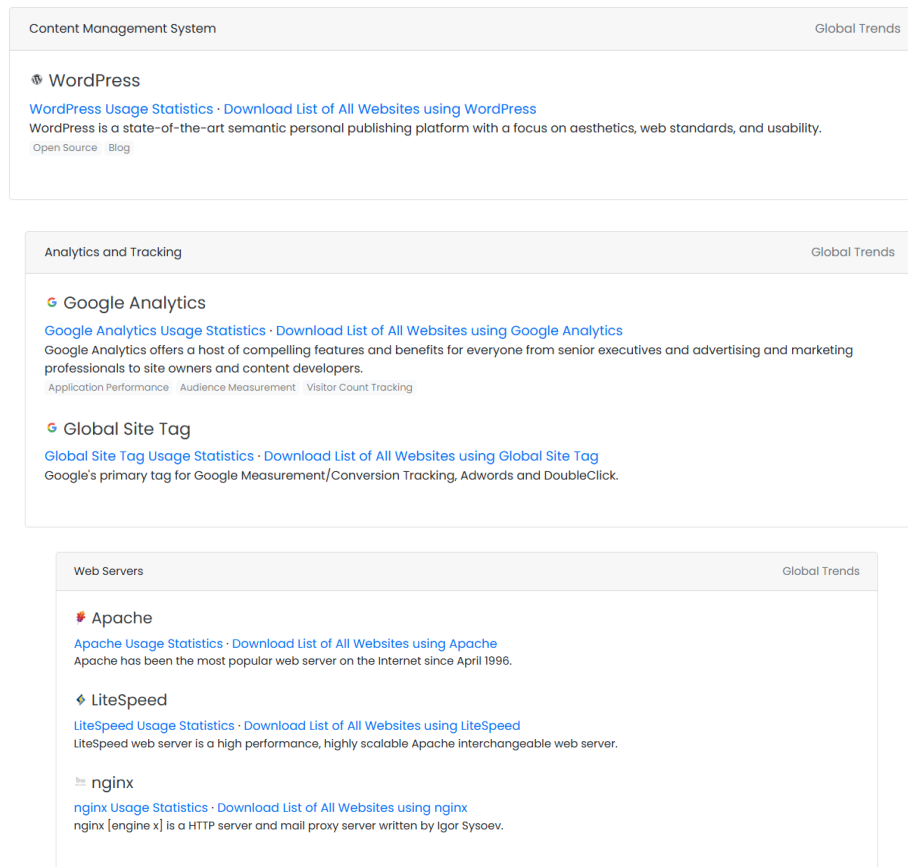 Content Management System Global Trends
WordPress
WordPress Usage Statistics · Download List of All Websites using WordPress
WordPress is a state-of-the-art semantic personal publishing platform with a focus on aesthetics, web standards, and usability.
Open Source Blog
Analytics and Tracking Global Trends
Google Analytics
Google Analytics Usage Statistics · Download List of All Websites using Google Analytics
Google Analytics offers a host of compelling features and benefits for everyone from senior executives and advertising and marketing
professionals to site owners and content developers.
Application Performance Audience Measurement Visitor Count Tracking
Global Site Tag
Global Site Tag Usage Statistics · Download List of All Websites using Global Site Tag
Google's primary tag for Google Measurement/Conversion Tracking, Adwords and DoubleClick.
Web Servers Global Trends
Apache
Apache Usage Statistics · Download List of All Websites using Apache
Apache has been the most popular web server on the Internet since April 1996.
LiteSpeed
LiteSpeed Usage Statistics · Download List of All Websites using LiteSpeed
LiteSpeed web server is a high performance, highly scalable Apache interchangeable web server.
nginx
nginx Usage Statistics · Download List of All Websites using nginx
nginx [engine x] is a HTTP server and mail proxy server written by Igor Sysoev.